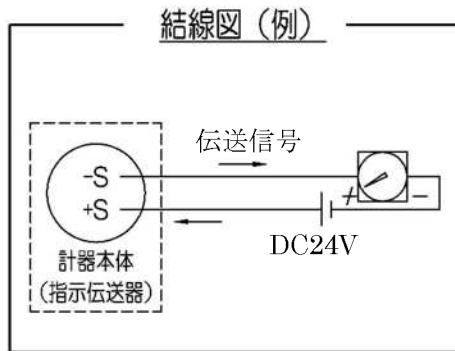 結線図（例）
伝送信号
-S
+ -
+S
DC24V
計器本体
（指示伝送器）